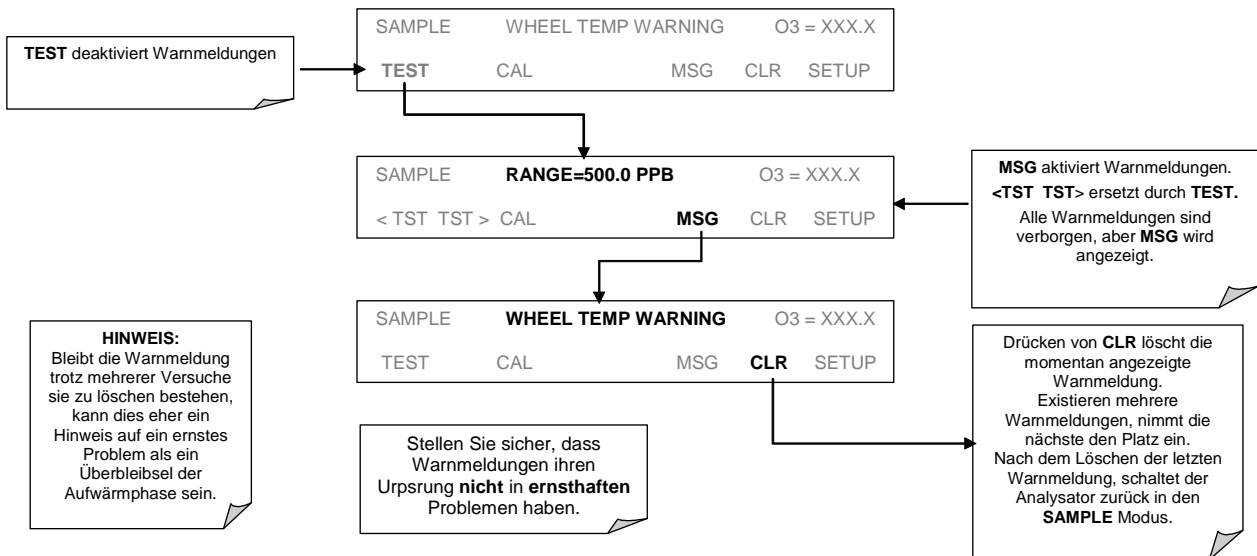 TEST deaktiviert Warnmeldungen
SAMPLE WHEEL TEMP WARNING O3 = XXX.X
TEST CAL MSG CLR SETUP
SAMPLE RANGE=500.0 PPB O3 = XXX.X
< TST TST > CAL MSG CLR SETUP
MSG aktiviert Warnmeldungen.
<TST TST> ersetzt durch TEST.
Alle Warnmeldungen sind
verborgen, aber MSG wird
angezeigt.
SAMPLE WHEEL TEMP WARNING O3 = XXX.X
TEST CAL MSG CLR SETUP
HINWEIS:
Bleibt die Warnmeldung
trotz mehrerer Versuche
sie zu löschen bestehen,
kann dies eher ein
Hinweis auf ein ernstes
Problem als ein
Überbleibsel der
Aufwärmphase sein.
Stellen Sie sicher, dass
Warnmeldungen ihren
Urpsrung nicht in ernsthaften
Problemen haben.
Drücken von CLR löscht die
momentan angezeigte
Warnmeldung.
Existieren mehrere
Warnmeldungen, nimmt die
nächste den Platz ein.
Nach dem Löschen der letzten
Warnmeldung, schaltet der
Analysator zurück in den
SAMPLE Modus.